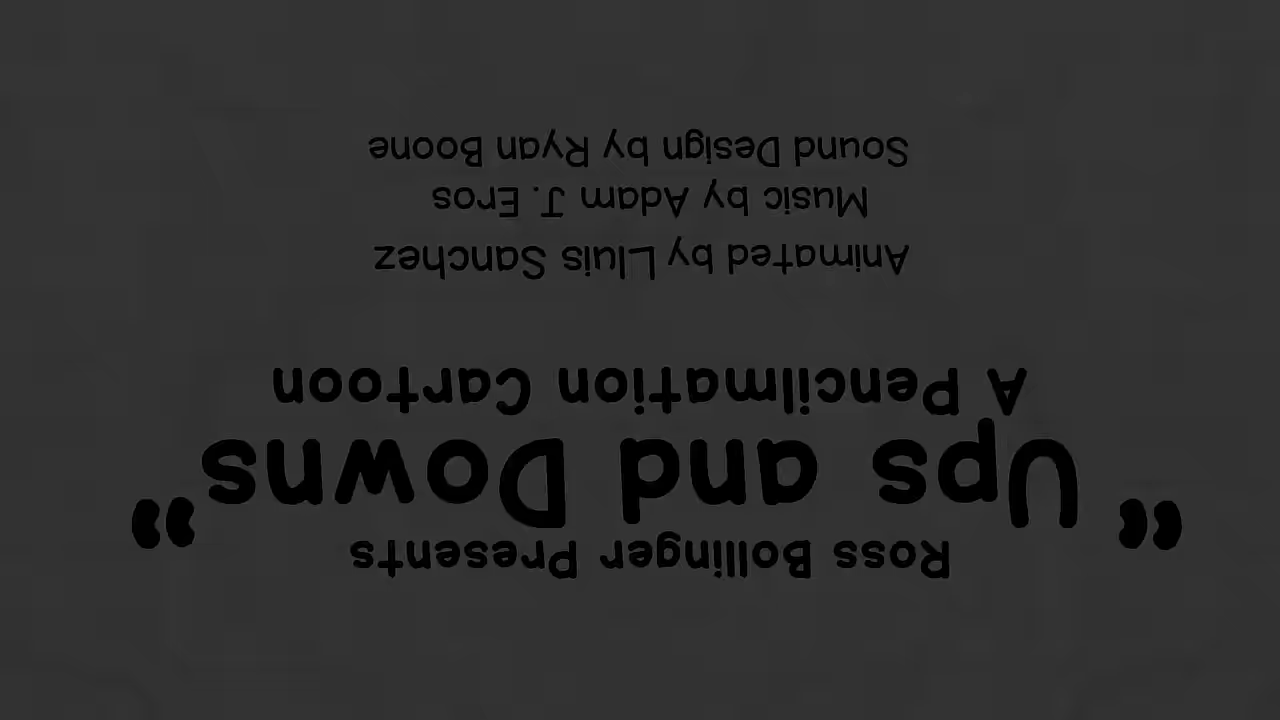 Ross Bollinger Presents
"Ups and Downs"
A Pencilmation Cartoon
Animated by Lluis Sanchez
Music by Adam J. Eros
Sound Design by Ryan Boone